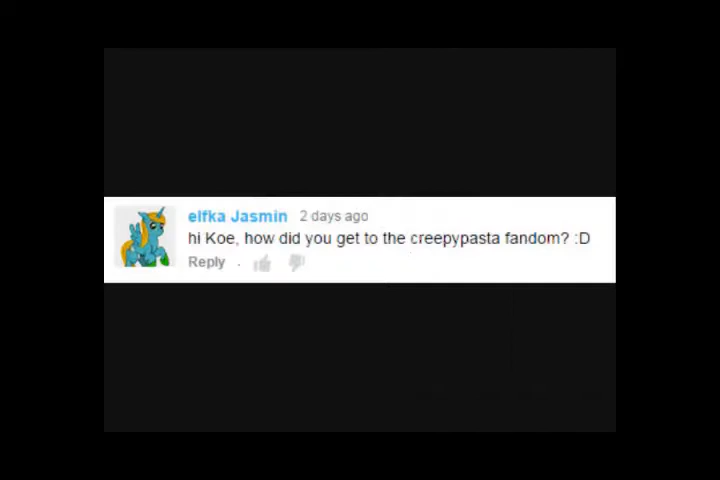 elfka Jasmin 2 days ago
hi Koe, how did you get to the creepypasta fandom? :D
Reply ·